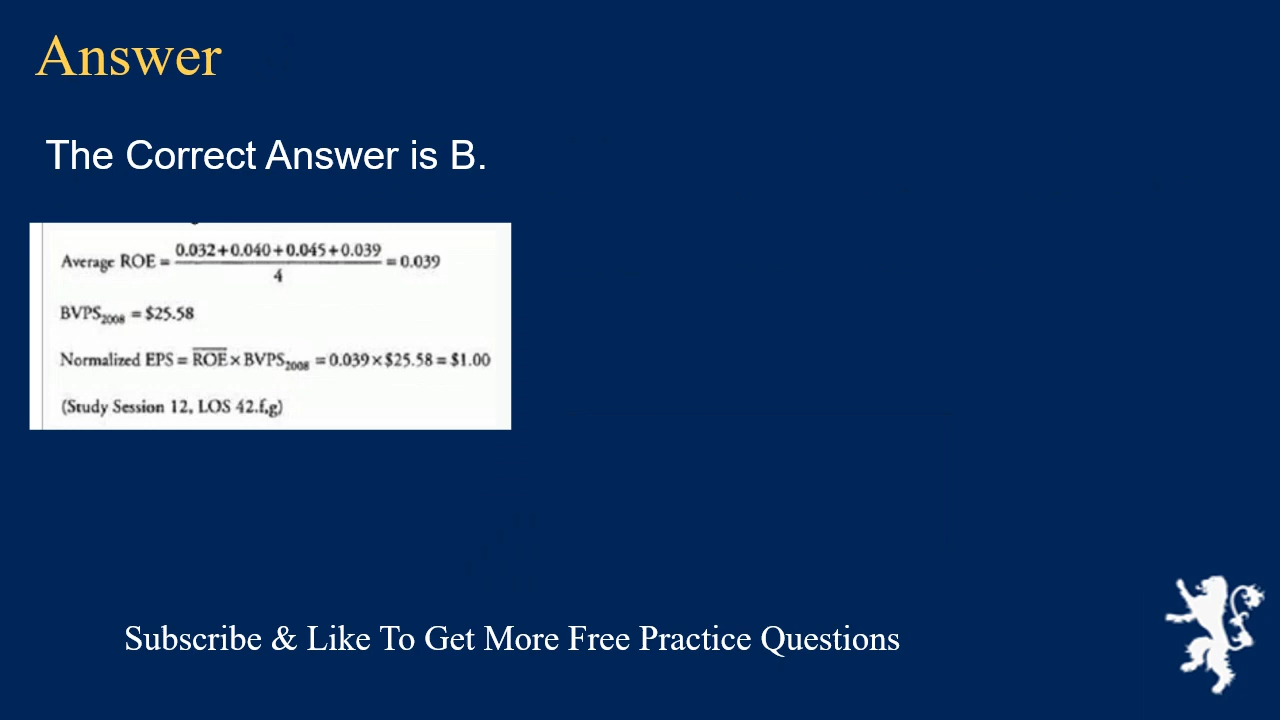 Answer
The Correct Answer is B.
Average ROE = 0.032+0.040+0.045+0.039 / 4 = 0.039
BVPS2008 = $25.58
Normalized EPS = R̅O̅E̅ × BVPS2008 = 0.039 × $25.58 = $1.00
(Study Session 12, LOS 42.f,g)
Subscribe & Like To Get More Free Practice Questions